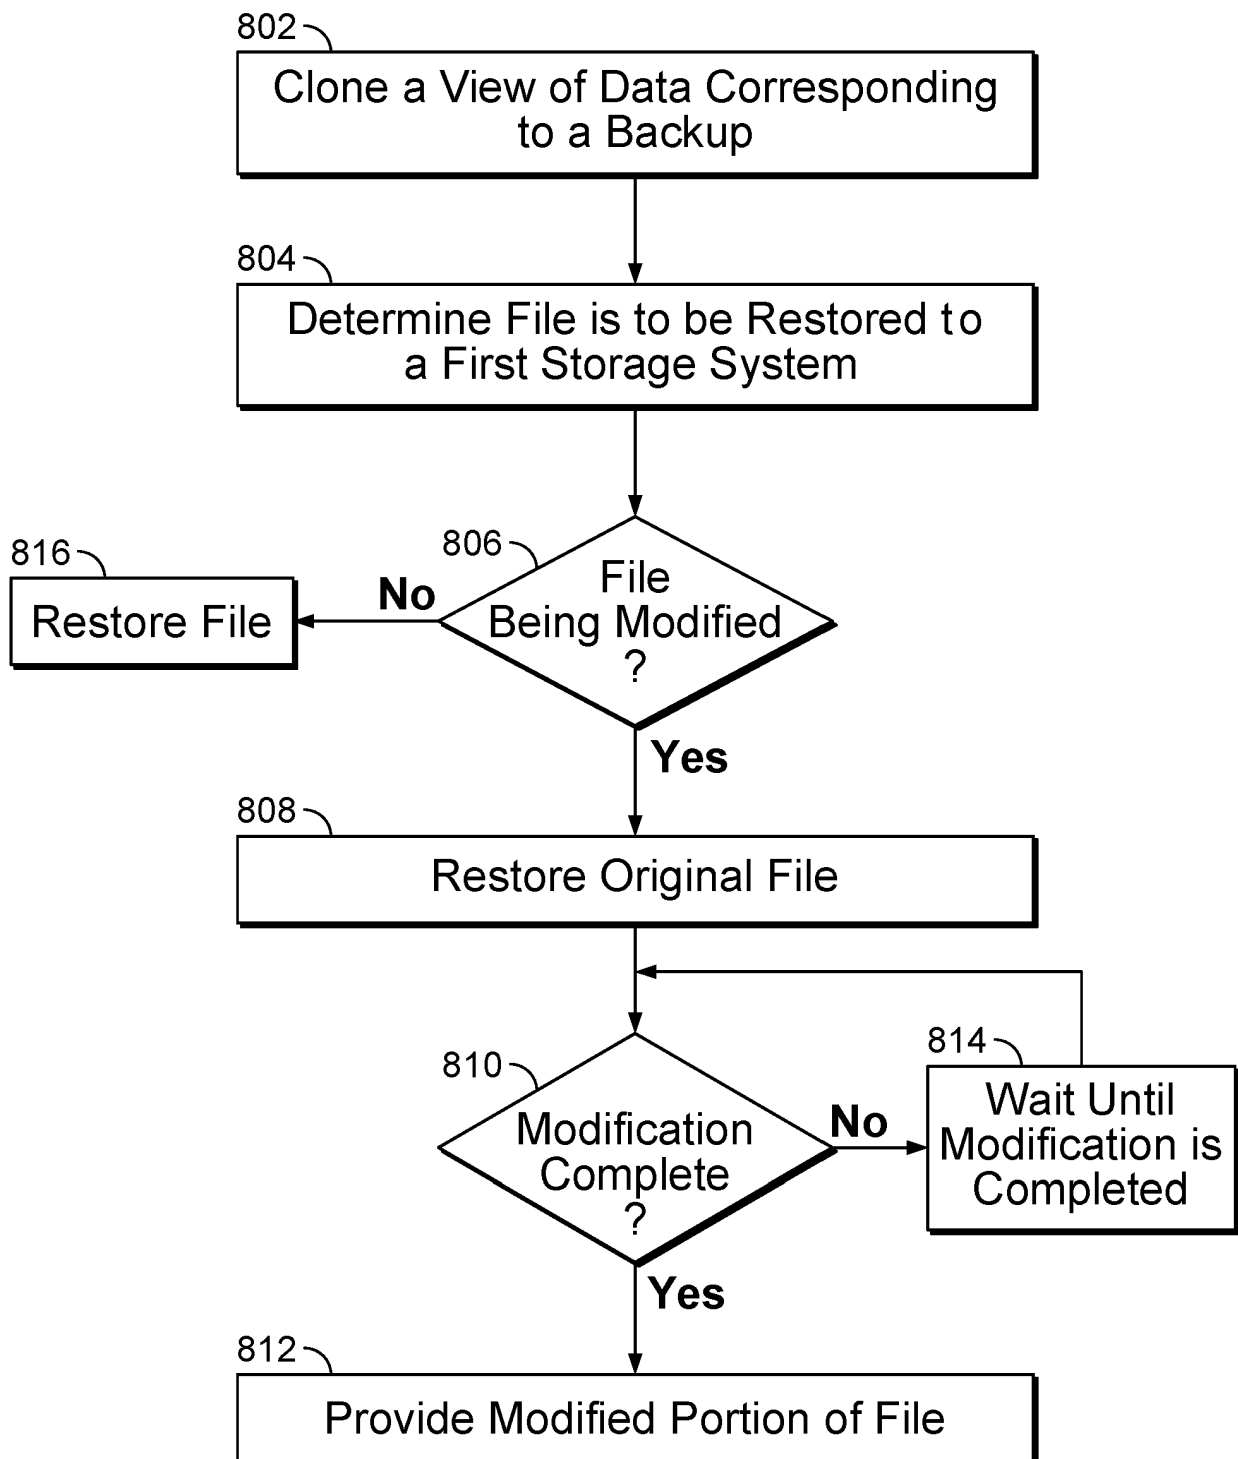 802
Clone a View of Data Corresponding
to a Backup
804
Determine File is to be Restored to
a First Storage System
806
File
Being Modified
?
No
816
Restore File
Yes
808
Restore Original File
810
Modification
Complete
?
No
814
Wait Until
Modification is
Completed
Yes
812
Provide Modified Portion of File